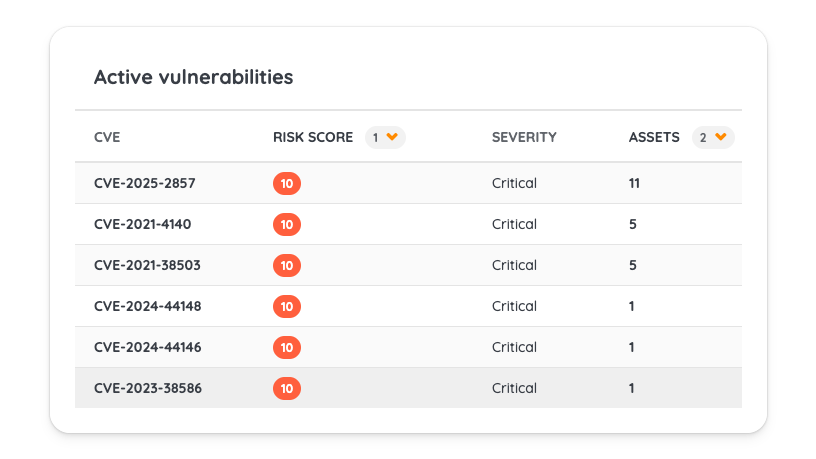 Active vulnerabilities
CVE RISK SCORE 1 SEVERITY ASSETS 2
CVE-2025-2857 10 Critical 11
CVE-2021-4140 10 Critical 5
CVE-2021-38503 10 Critical 5
CVE-2024-44148 10 Critical 1
CVE-2024-44146 10 Critical 1
CVE-2023-38586 10 Critical 1